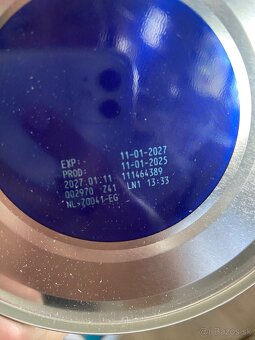 EXP: 11-01-2027
PROD: 11-01-2025
2027.01.11 111464389
002970 241 LN1 13:33
NL-Z0041-EG
bazos.sk